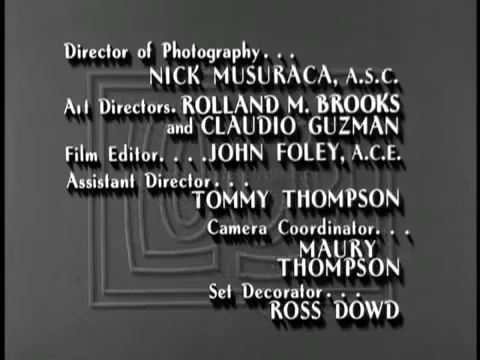 Director of Photography...
NICK MUSURACA, A.S.C.
Art Directors. ROLLAND M. BROOKS
and CLAUDIO GUZMAN
Film Editor....JOHN FOLEY, A.C.E.
Assistant Director...
TOMMY THOMPSON
Camera Coordinator...
MAURY
THOMPSON
Set Decorator...
ROSS DOWD